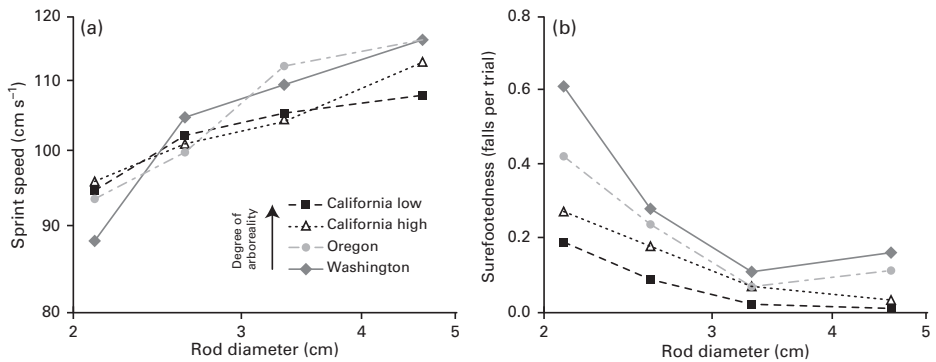 (a)
120
110
100
90
80
Sprint speed (cm s⁻¹)
2
3
4
5
Rod diameter (cm)
Degree of
arboreality
California low
California high
Oregon
Washington
(b)
0.8
0.6
0.4
0.2
0.0
Surefootedness (falls per trial)
2
3
4
5
Rod diameter (cm)